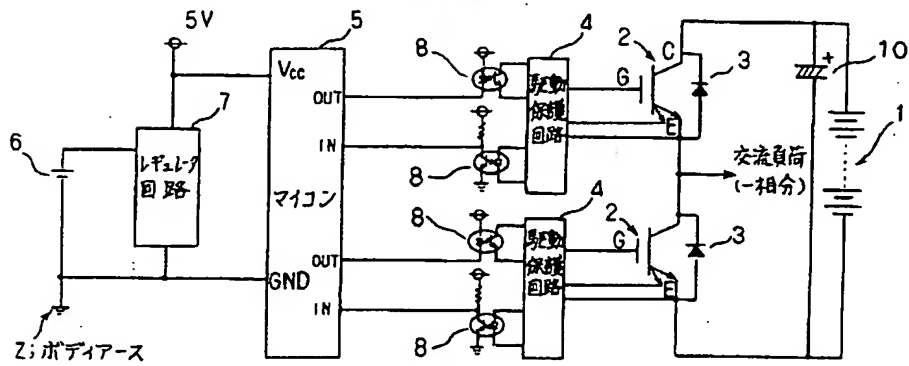 5V
5
4
2
C
3
10
8
Vcc
OUT
G
E
駆動
保護
回路
7
6
レギュレータ
回路
IN
8
マイコン
1
交流負荷
(一相分)
4
2
3
8
G
E
駆動
保護
回路
OUT
GND
IN
8
Z;ボディアース